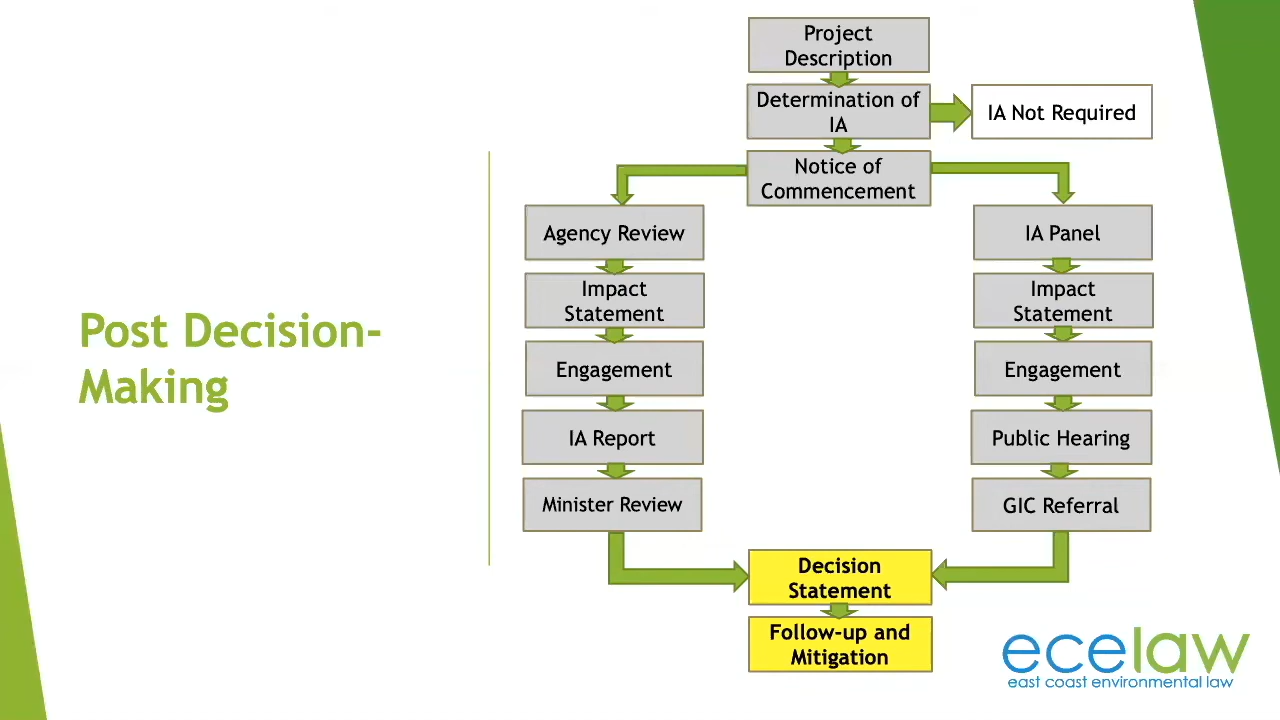 Post Decision-
Making
Project
Description
Determination of
IA
IA Not Required
Notice of
Commencement
Agency Review
Impact
Statement
Engagement
IA Report
Minister Review
IA Panel
Impact
Statement
Engagement
Public Hearing
GIC Referral
Decision
Statement
Follow-up and
Mitigation
ecelaw
east coast environmental law